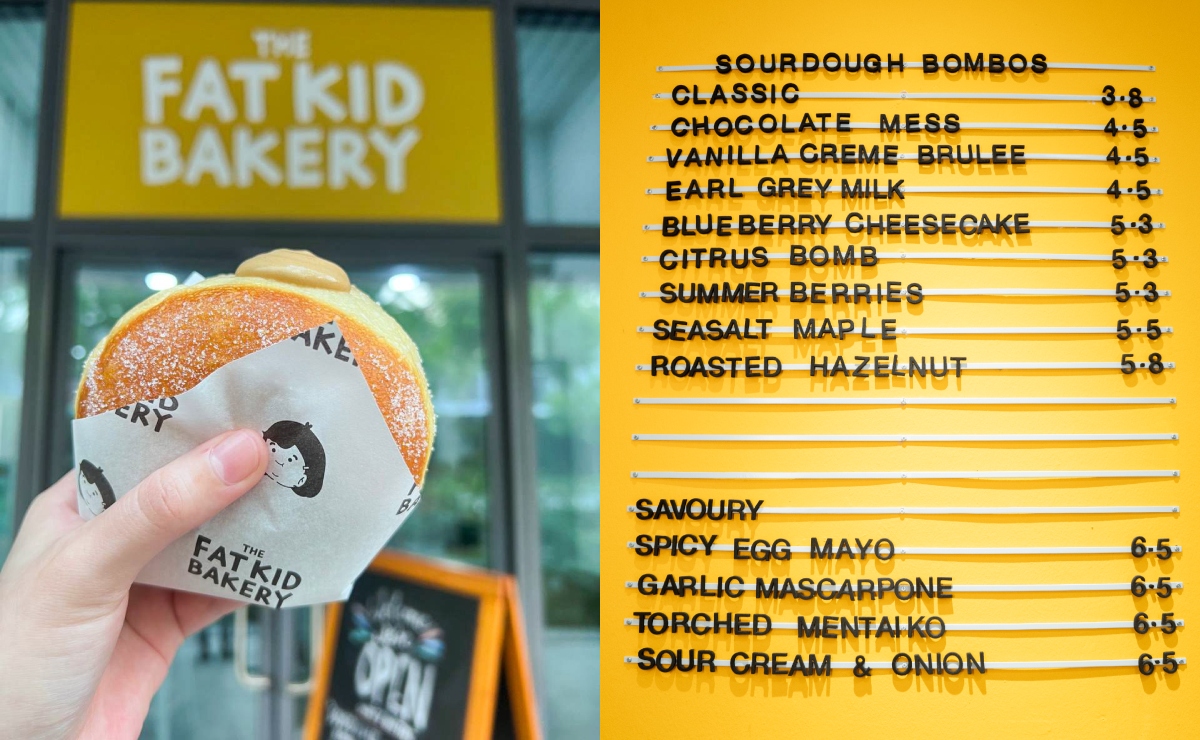 THE
FAT KID
BAKERY
AKE
ERY
THE
FAT KID
BAKERY
OPEN
SOURDOUGH BOMBOS
CLASSIC 3.8
CHOCOLATE MESS 4.5
VANILLA CREME BRULEE 4.5
EARL GREY MILK 4.5
BLUEBERRY CHEESECAKE 5.3
CITRUS BOMB 5.3
SUMMER BERRIES 5.3
SEASALT MAPLE 5.5
ROASTED HAZELNUT 5.8
SAVOURY
SPICY EGG MAYO 6.5
GARLIC MASCARPONE 6.5
TORCHED MENTAIKO 6.5
SOUR CREAM & ONION 6.5